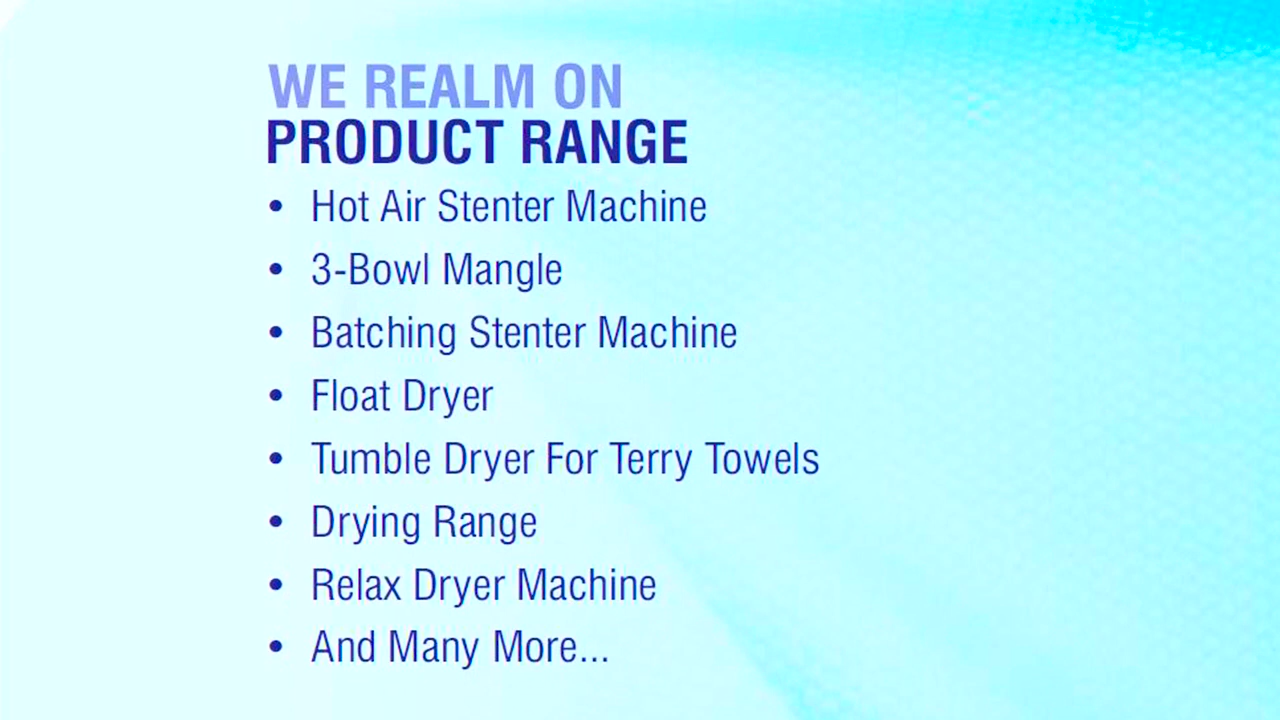 WE REALM ON
PRODUCT RANGE
• Hot Air Stenter Machine
• 3-Bowl Mangle
• Batching Stenter Machine
• Float Dryer
• Tumble Dryer For Terry Towels
• Drying Range
• Relax Dryer Machine
• And Many More...